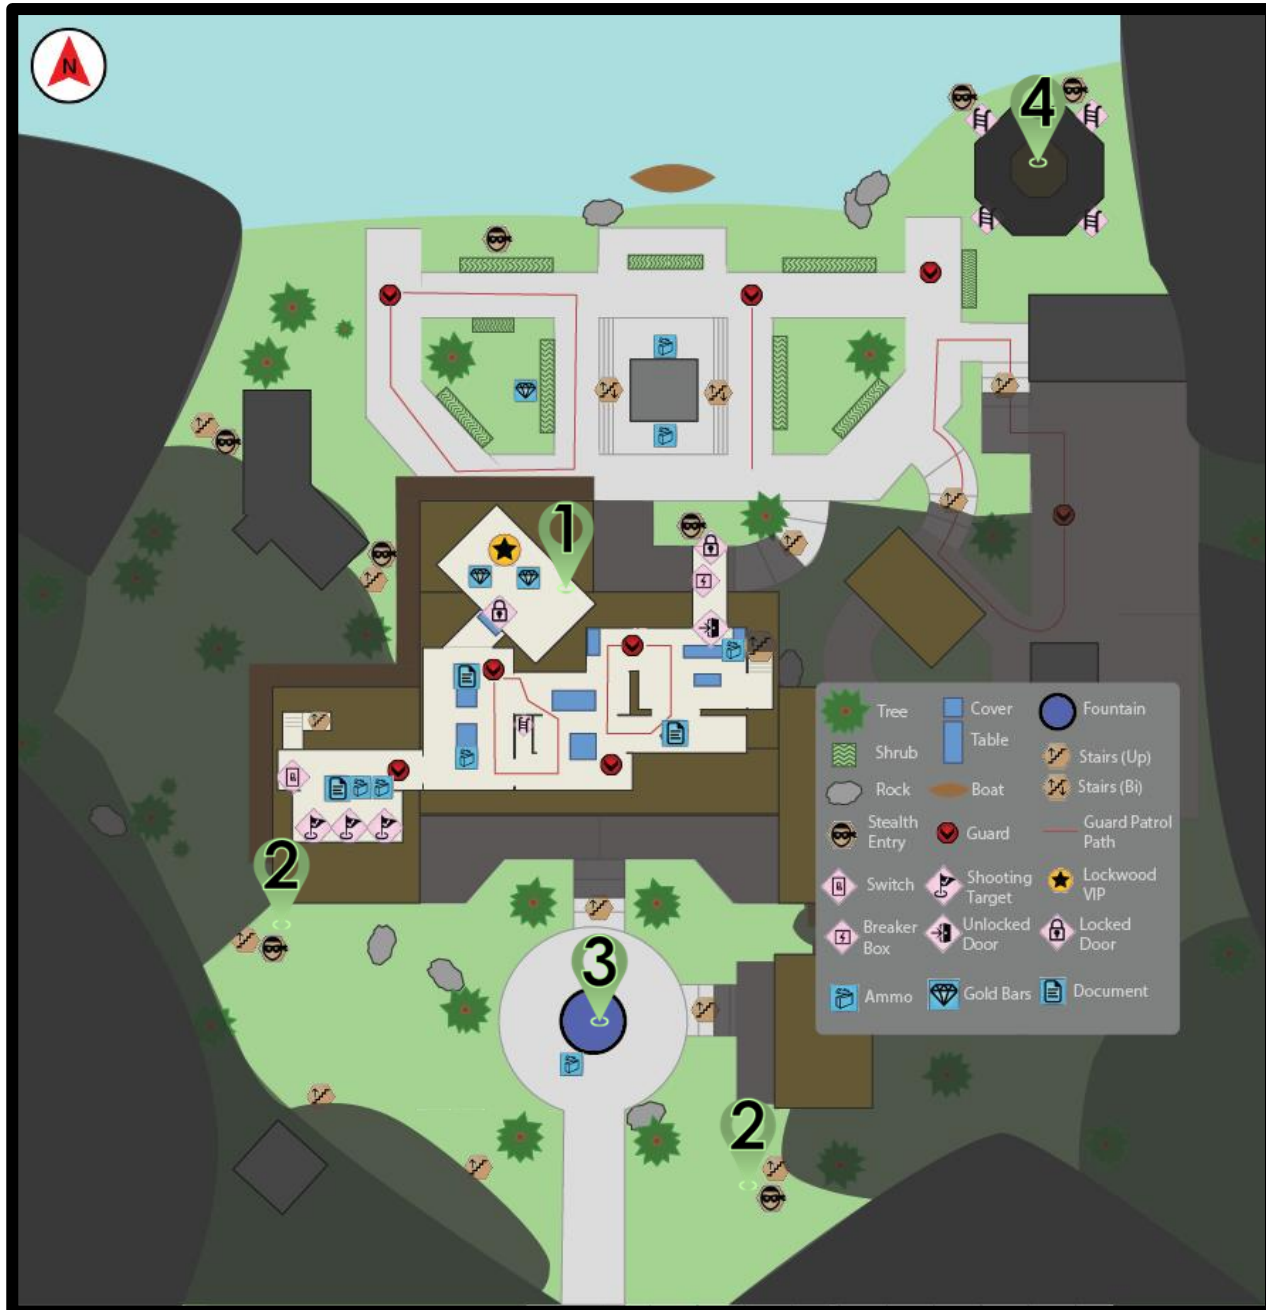 N
4
1
2
3
2
Tree
Cover
Fountain
Table
Shrub
Stairs (Up)
Rock
Boat
Stairs (Bi)
Stealth
Entry
Guard
Guard Patrol
Path
Switch
Shooting
Target
Lockwood
VIP
Breaker
Box
Unlocked
Door
Locked
Door
Ammo
Gold Bars
Document